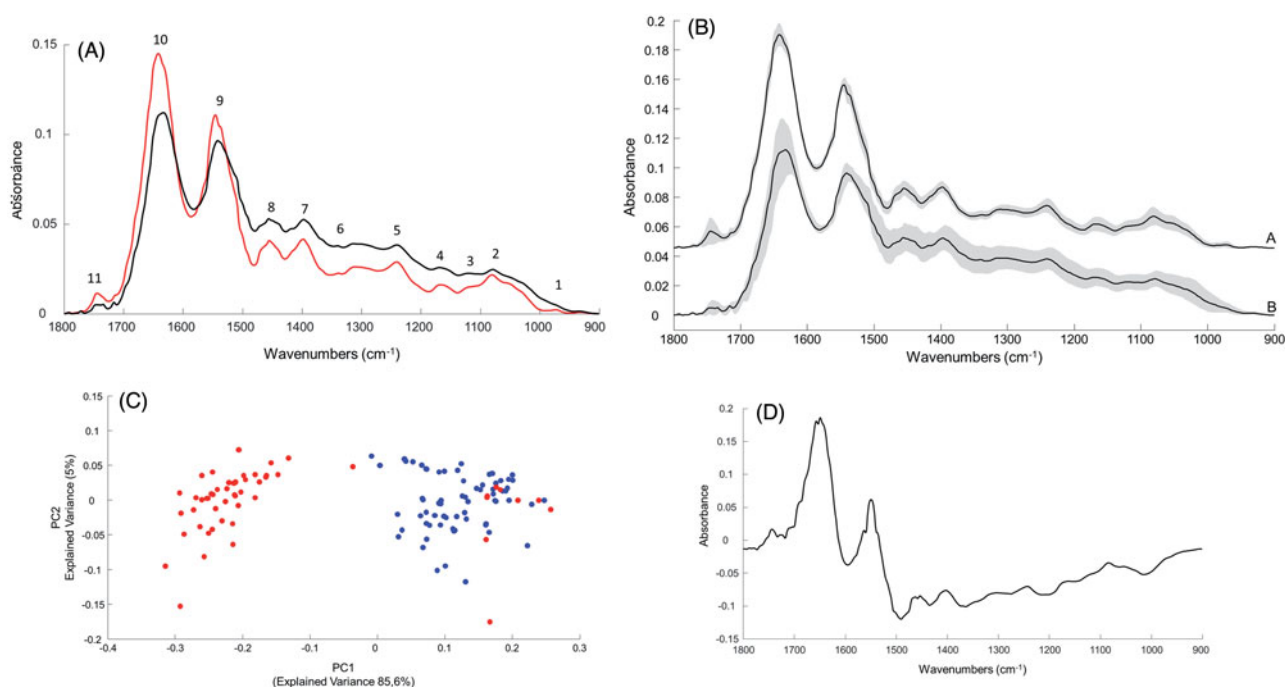 (A)
0.15
0.1
0.05
0
Absorbance
10
9
8
7
6
5
4
3
2
1
11
1800 1700 1600 1500 1400 1300 1200 1100 1000 900
Wavenumbers (cm-1)
(B)
0.2
0.18
0.16
0.14
0.12
0.1
0.08
0.06
0.04
0.02
0
Absorbance
A
B
1800 1700 1600 1500 1400 1300 1200 1100 1000 900
Wavenumbers (cm-1)
(C)
0.15
0.1
0.05
0
-0.05
-0.1
-0.15
-0.2
PC2
Explained Variance (5%)
-0.4 -0.3 -0.2 -0.1 0 0.1 0.2 0.3
PC1
(Explained Variance 85,6%)
(D)
0.2
0.15
0.1
0.05
0
-0.05
-0.1
-0.15
Absorbance
1800 1700 1600 1500 1400 1300 1200 1100 1000 900
Wavenumbers (cm-1)